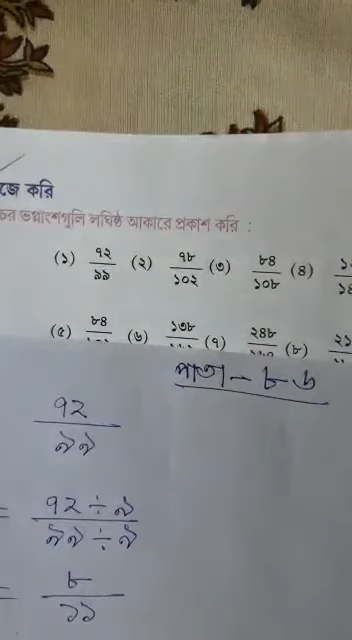 জে করি
ভগ্নাংশগুলি লঘিষ্ঠ আকারে প্রকাশ করি :
(১) ৭২/৯৯ (২) ৭৮/১০২ (৩) ৮৪/১০৮ (৪)
(৫) ৮৪ (৬) ১৩৮ (৭) ২৪৮ (৮) ২১
পাতা - ৮৬
৭২/৯৯
= ৭২ ÷ ৯/৯৯ ÷ ৯
= ৮/১১